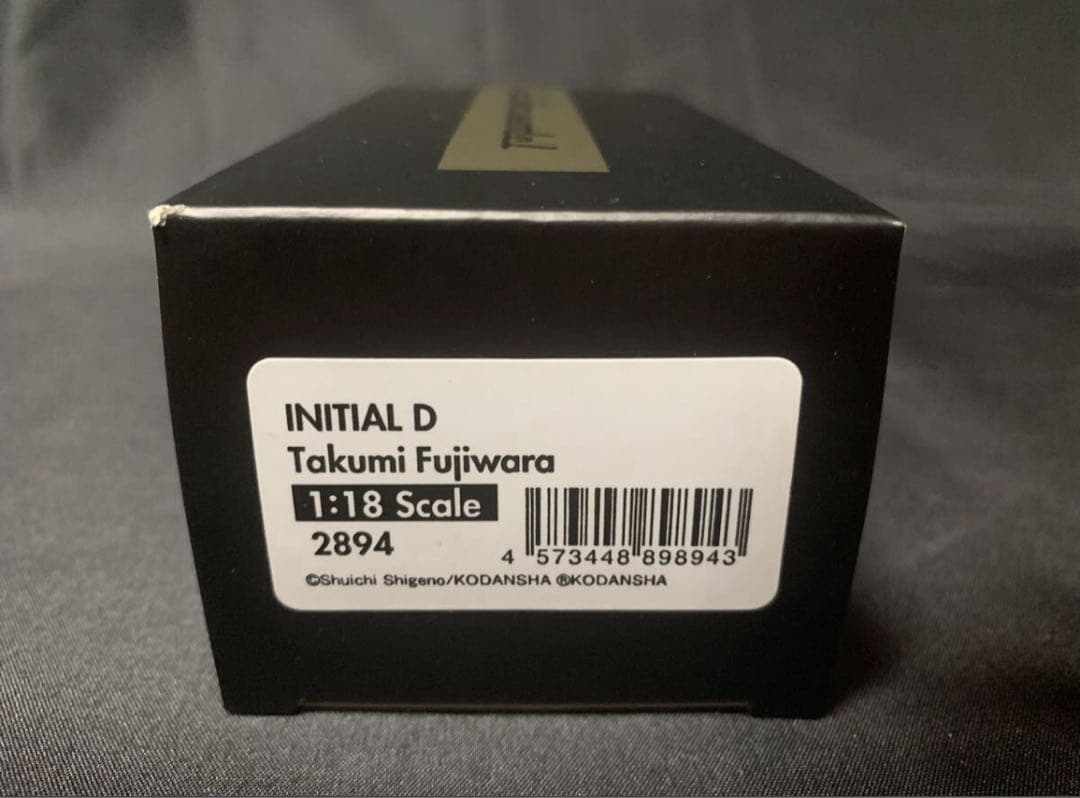 INITIAL D
Takumi Fujiwara
1:18 Scale
2894
4 573448 898943
©Shuichi Shigeno/KODANSHA ®KODANSHA